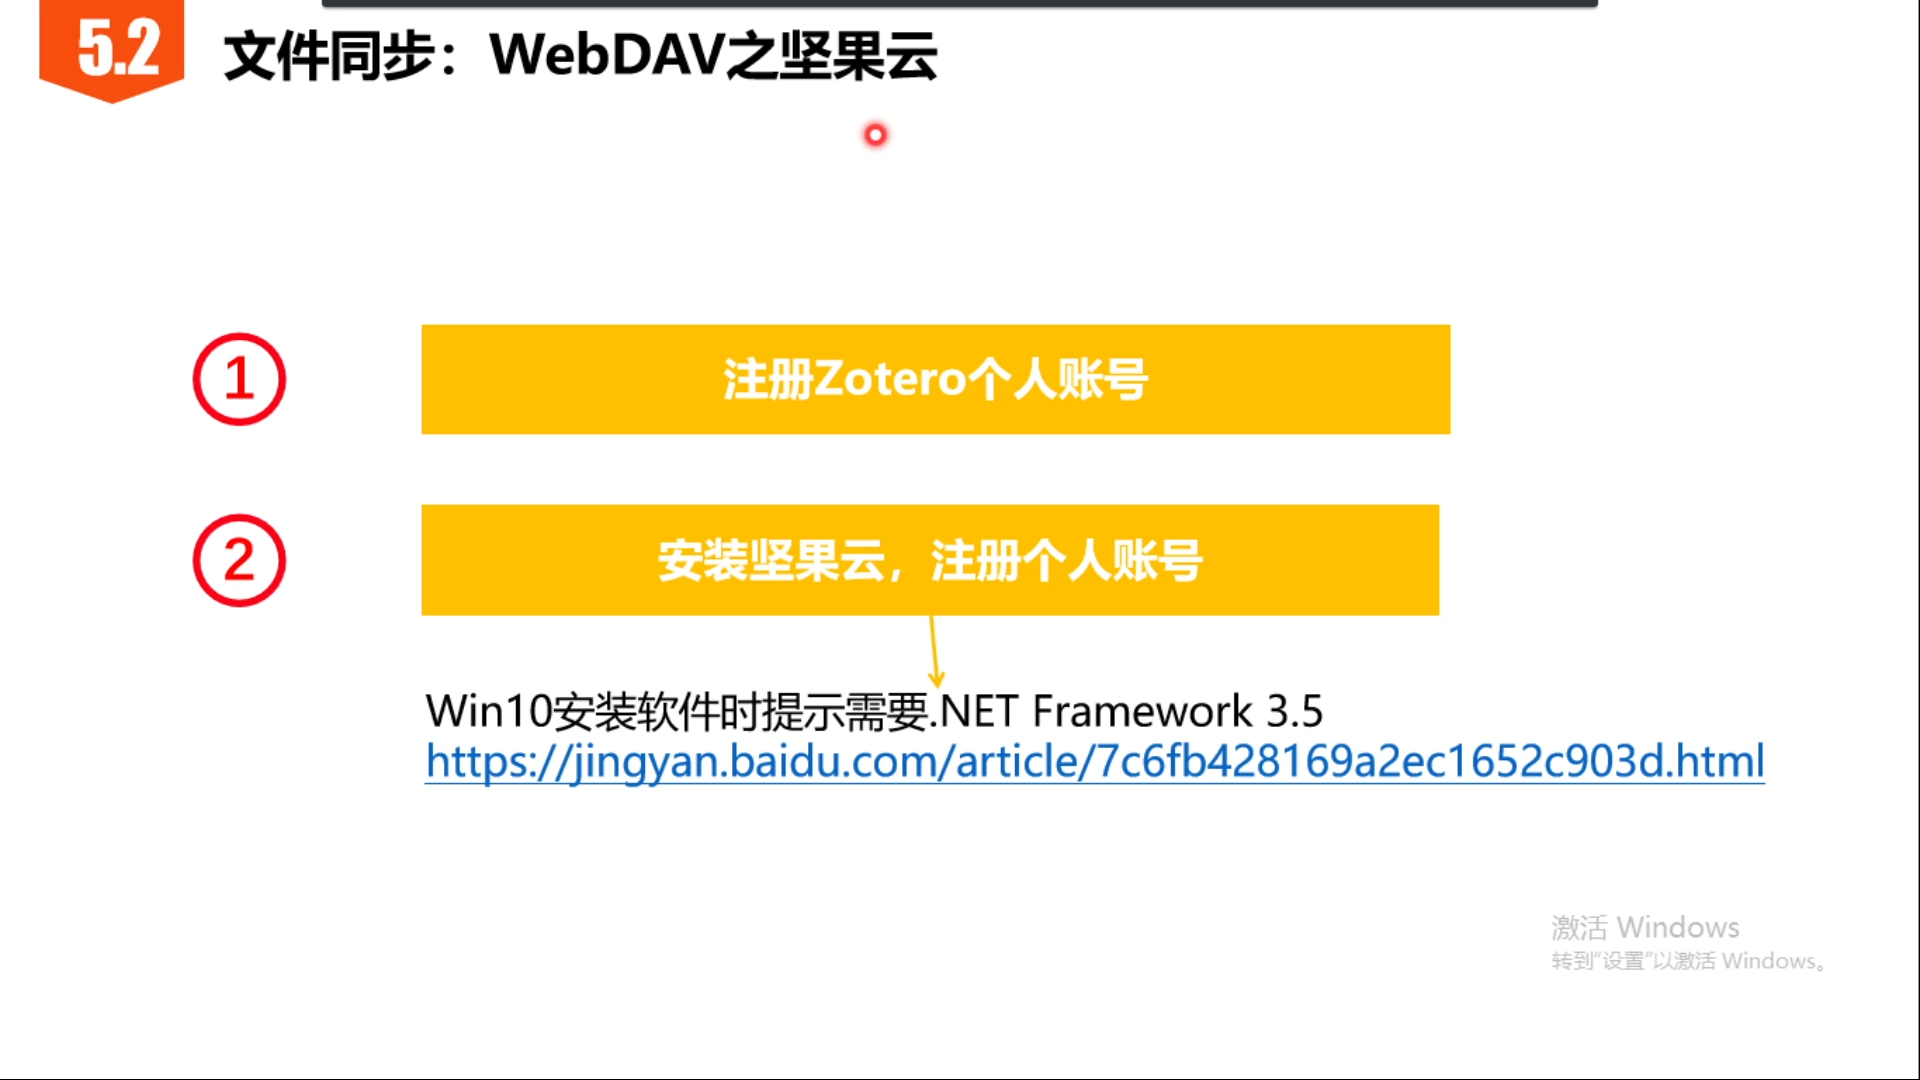 5.2
文件同步：WebDAV之坚果云
1
注册Zotero个人账号
2
安装坚果云，注册个人账号
Win10安装软件时提示需要.NET Framework 3.5
https://jingyan.baidu.com/article/7c6fb428169a2ec1652c903d.html
激活 Windows
转到“设置”以激活 Windows。